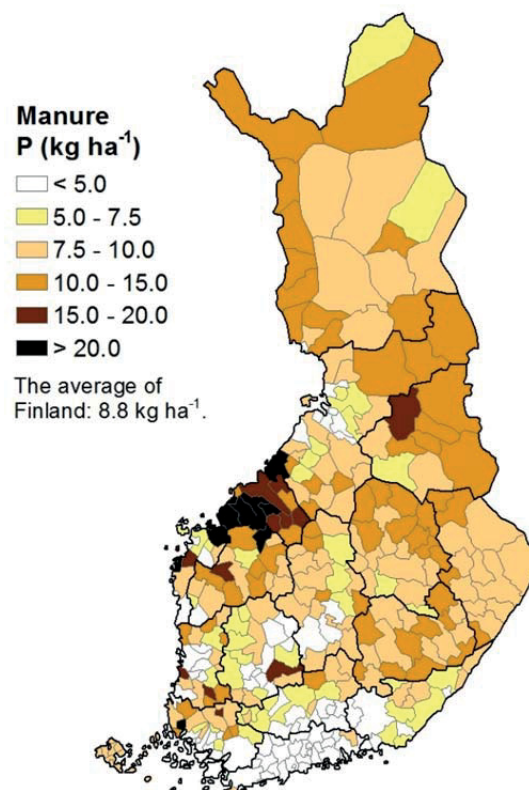 Manure
P (kg ha⁻¹)
< 5.0
5.0 - 7.5
7.5 - 10.0
10.0 - 15.0
15.0 - 20.0
> 20.0
The average of
Finland: 8.8 kg ha⁻¹.